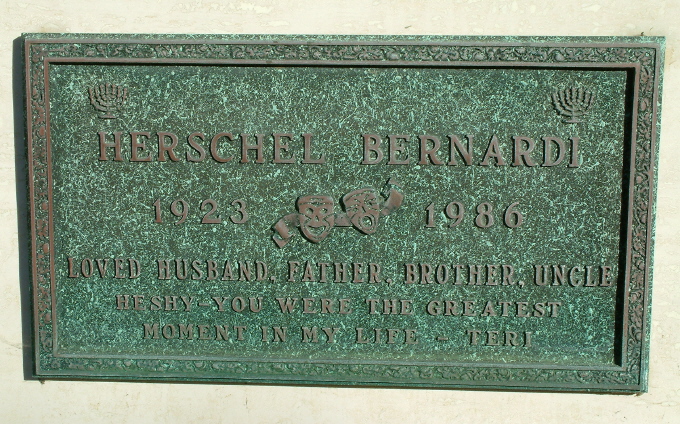 HERSCHEL BERNARDI
1923 1986
LOVED HUSBAND, FATHER, BROTHER, UNCLE
HESHY-YOU WERE THE GREATEST
MOMENT IN MY LIFE - TERI